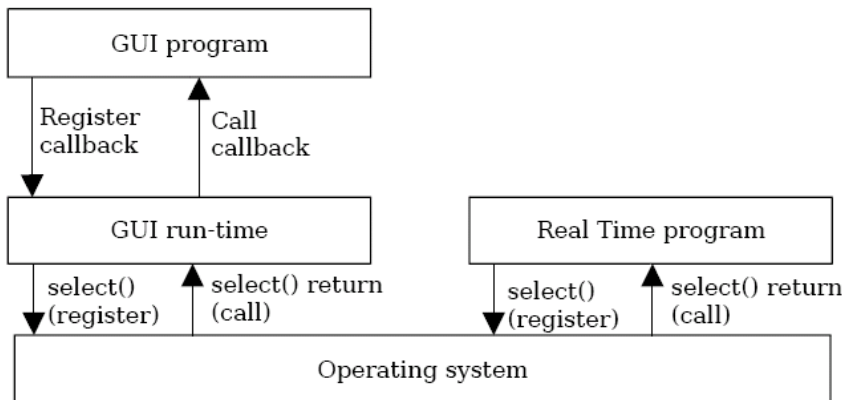 GUI program
Register
callback
Call
callback
GUI run-time
Real Time program
select()
(register)
select() return
(call)
select()
(register)
select() return
(call)
Operating system